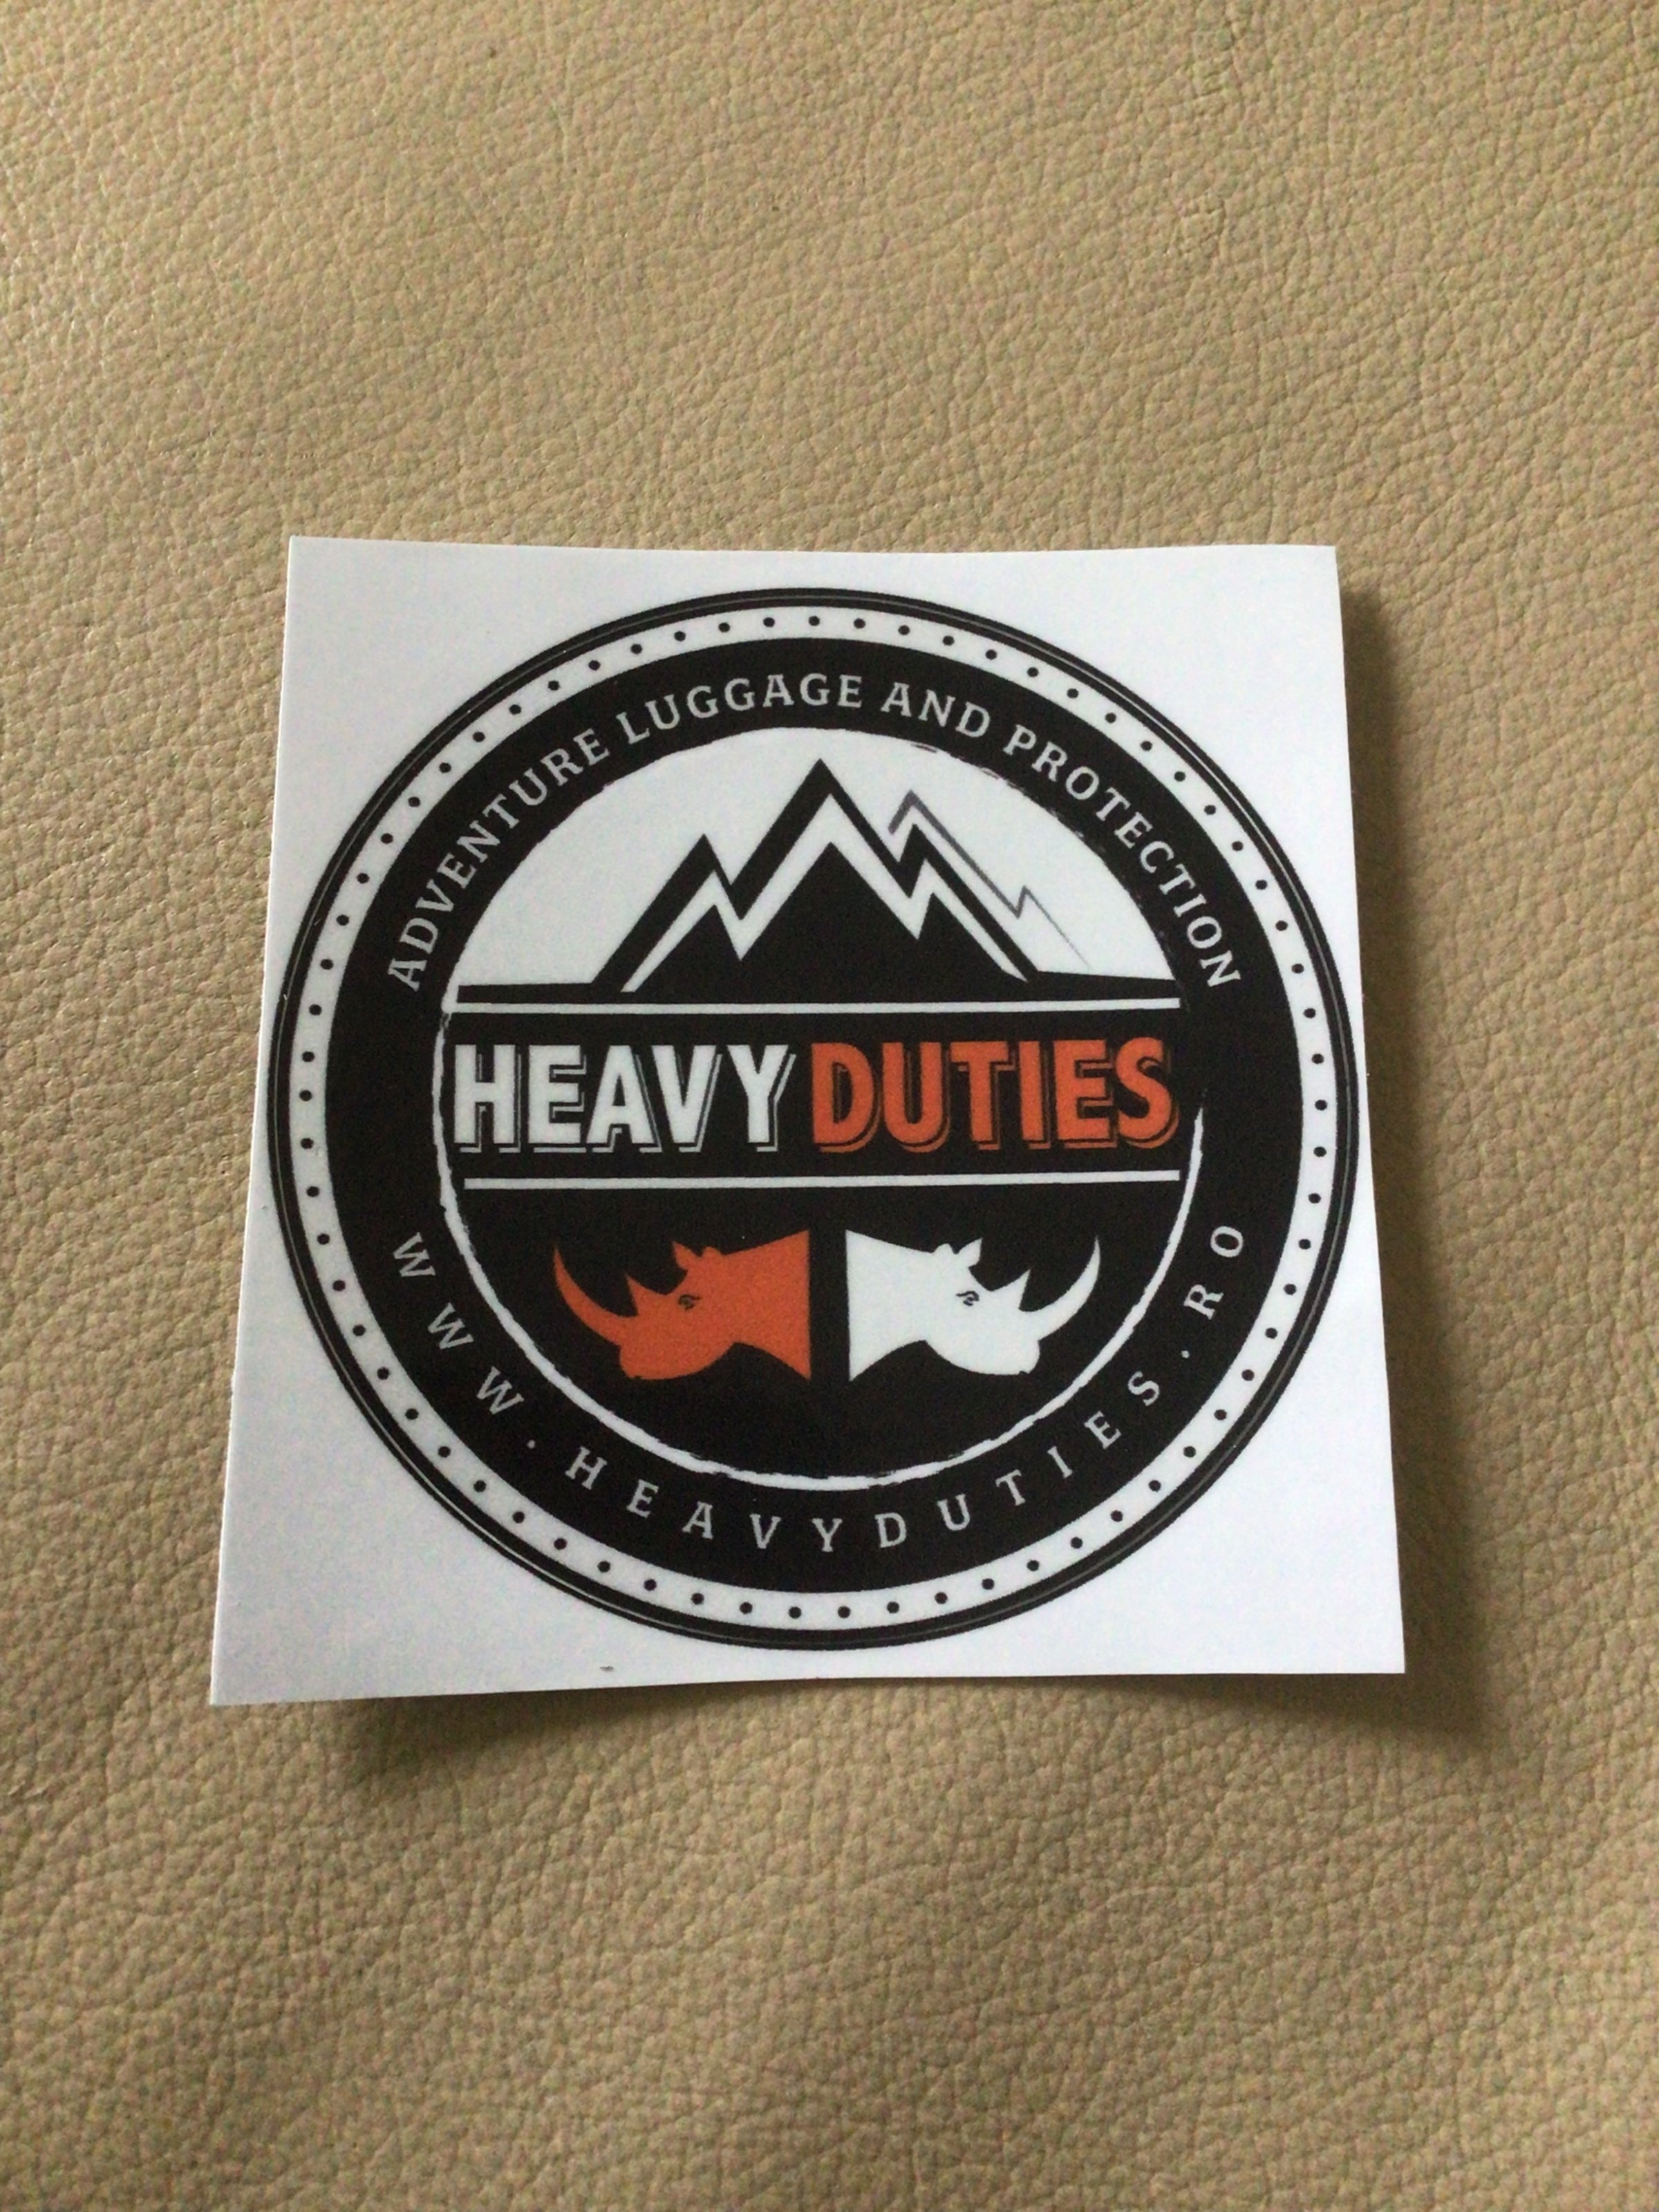 ADVENTURE LUGGAGE AND PROTECTION
HEAVY DUTIES
WWW.HEAVYDUTIES.RO